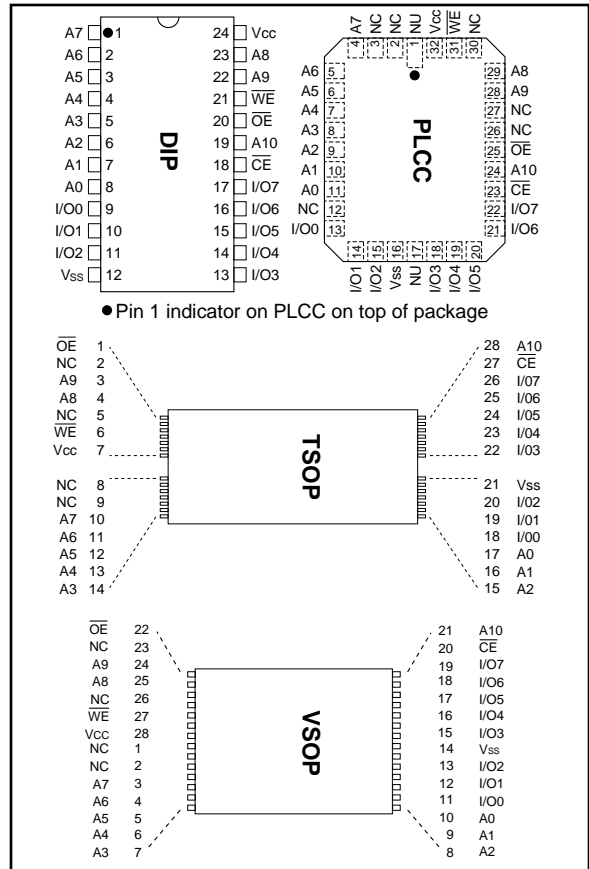 A7 1 24 Vcc
A6 2 23 A8
A5 3 22 A9
A4 4 21 WE
A3 5 20 OE
A2 6 19 A10
A1 7 18 CE
A0 8 17 I/O7
I/O0 9 16 I/O6
I/O1 10 15 I/O5
I/O2 11 14 I/O4
VSS 12 13 I/O3
DIP
A7 NC NC NU Vcc WE NC
4 3 2 1 32 31 30
A6 5 29 A8
A5 6 28 A9
A4 7 27 NC
A3 8 26 NC
A2 9 25 OE
A1 10 24 A10
A0 11 23 CE
NC 12 22 I/O7
I/O0 13 21 I/O6
14 15 16 17 18 19 20
I/O1 I/O2 Vss NU I/O3 I/O4 I/O5
PLCC
●Pin 1 indicator on PLCC on top of package
OE 1 28 A10
NC 2 27 CE
A9 3 26 I/07
A8 4 25 I/06
NC 5 24 I/05
WE 6 23 I/04
Vcc 7 22 I/03
NC 8 21 Vss
NC 9 20 I/02
A7 10 19 I/01
A6 11 18 I/00
A5 12 17 A0
A4 13 16 A1
A3 14 15 A2
TSOP
OE 22 21 A10
NC 23 20 CE
A9 24 19 I/O7
A8 25 18 I/O6
NC 26 17 I/O5
WE 27 16 I/O4
VCC 28 15 I/O3
NC 1 14 Vss
NC 2 13 I/O2
A7 3 12 I/O1
A6 4 11 I/O0
A5 5 10 A0
A4 6 9 A1
A3 7 8 A2
VSOP